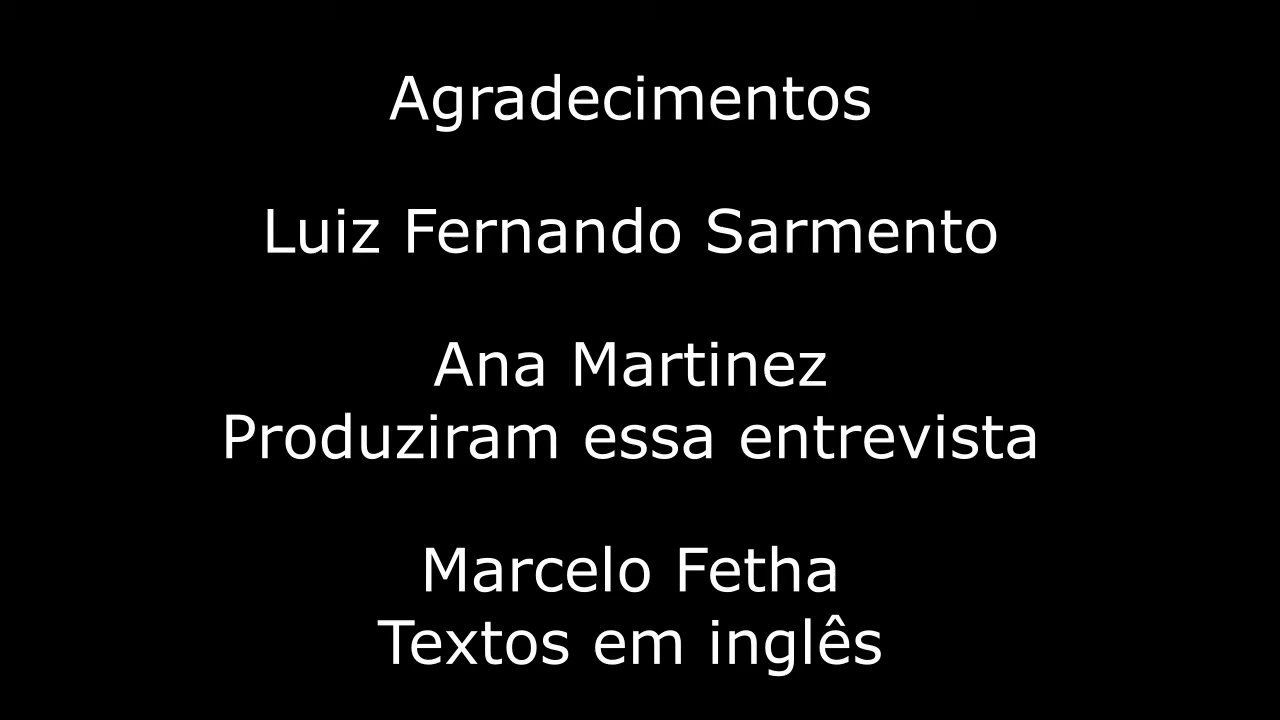 Agradecimentos
Luiz Fernando Sarmento
Ana Martinez
Produziram essa entrevista
Marcelo Fetha
Textos em inglês